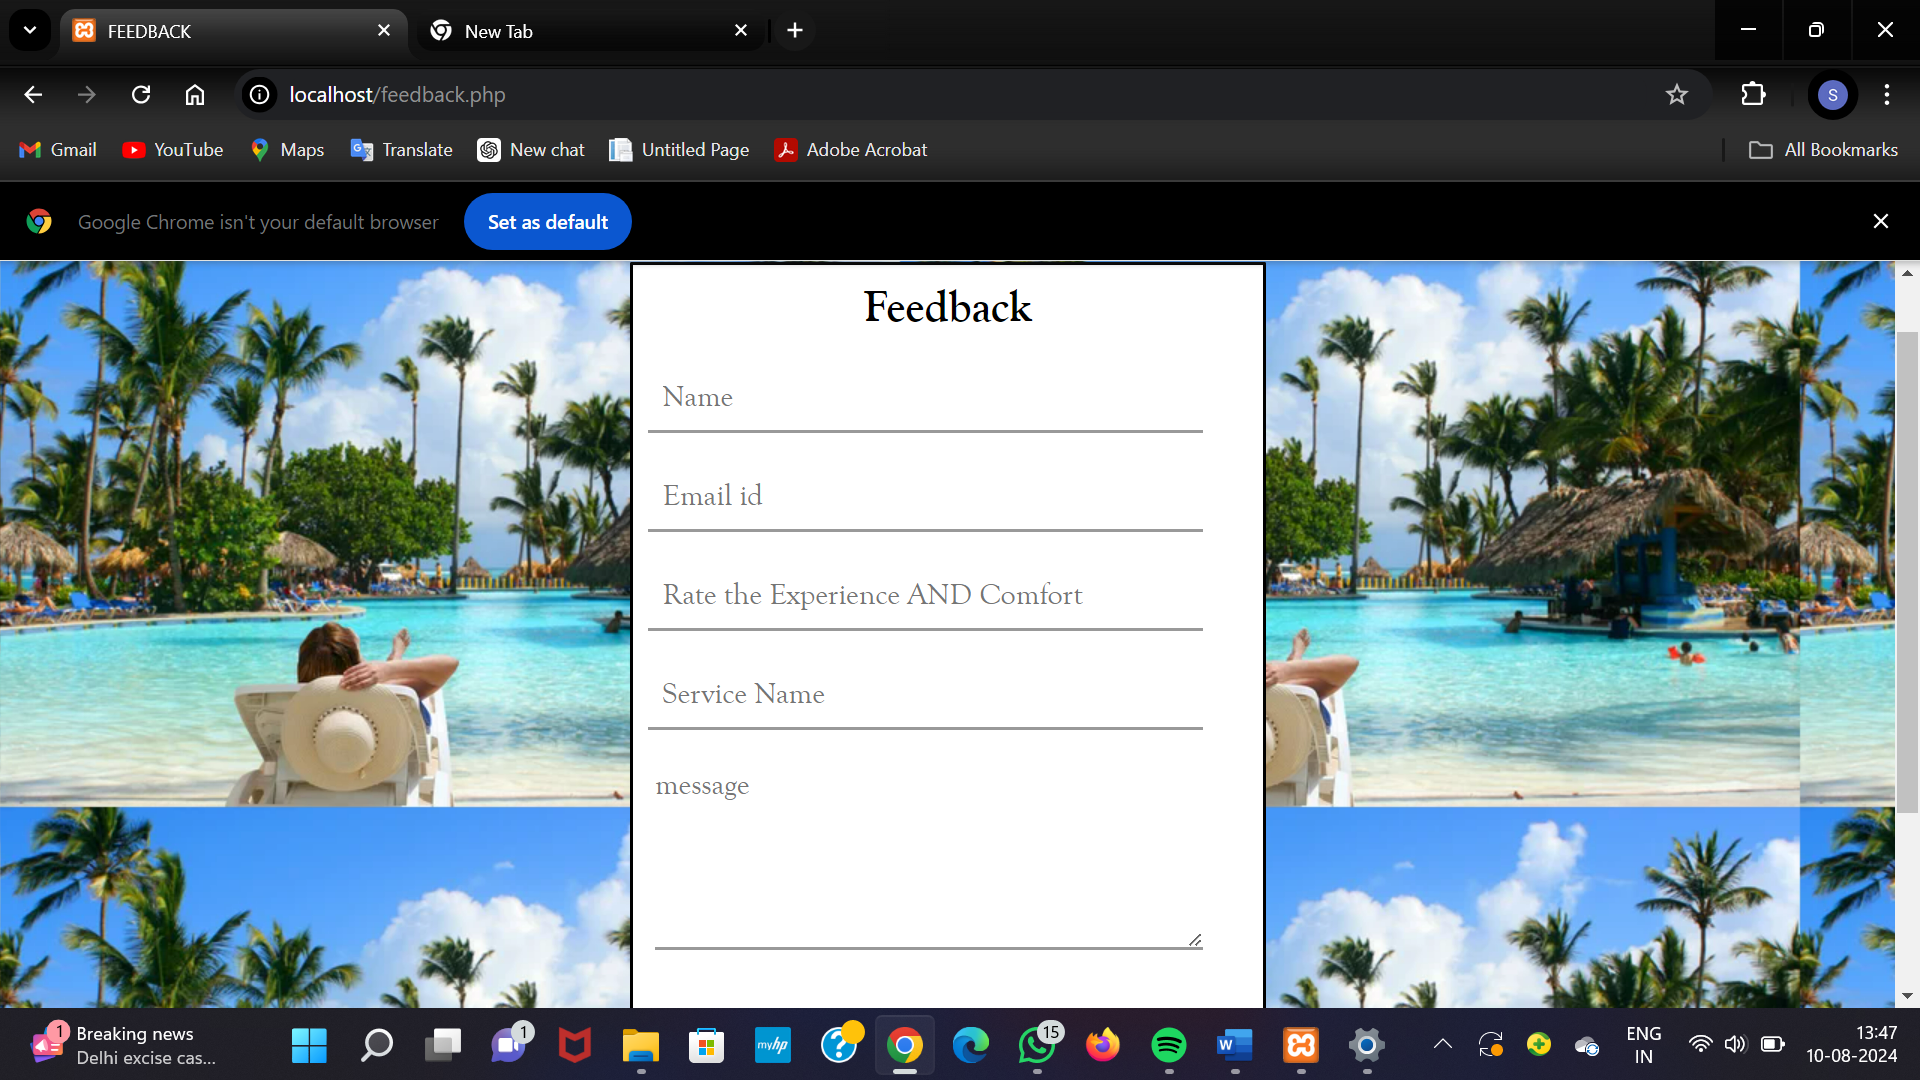 FEEDBACK
New Tab
localhost/feedback.php
S
Gmail
YouTube
Maps
Translate
New chat
Untitled Page
Adobe Acrobat
All Bookmarks
Google Chrome isn't your default browser
Set as default
Feedback
Name
Email id
Rate the Experience AND Comfort
Service Name
message
1
Breaking news
Delhi excise cas...
1
myhp
15
W
ENG
IN
13:47
10-08-2024